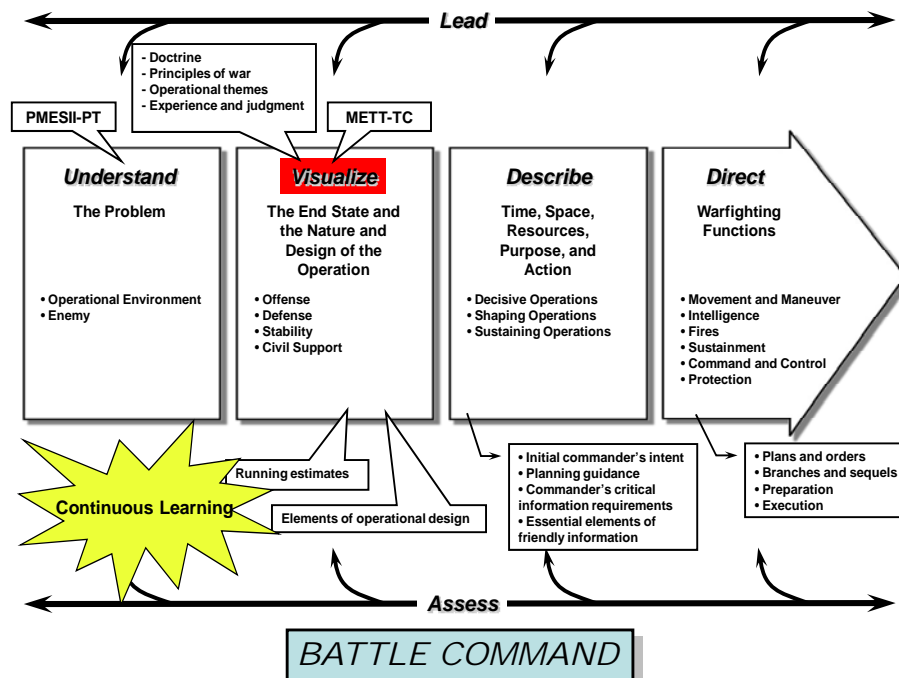 Lead
- Doctrine
- Principles of war
- Operational themes
- Experience and judgment
PMESII-PT
METT-TC
Understand
The Problem
• Operational Environment
• Enemy
Visualize
The End State and
the Nature and
Design of the
Operation
• Offense
• Defense
• Stability
• Civil Support
Describe
Time, Space,
Resources,
Purpose, and
Action
• Decisive Operations
• Shaping Operations
• Sustaining Operations
Direct
Warfighting
Functions
• Movement and Maneuver
• Intelligence
• Fires
• Sustainment
• Command and Control
• Protection
Continuous Learning
Running estimates
Elements of operational design
• Initial commander's intent
• Planning guidance
• Commander's critical
information requirements
• Essential elements of
friendly information
• Plans and orders
• Branches and sequels
• Preparation
• Execution
Assess
BATTLE COMMAND